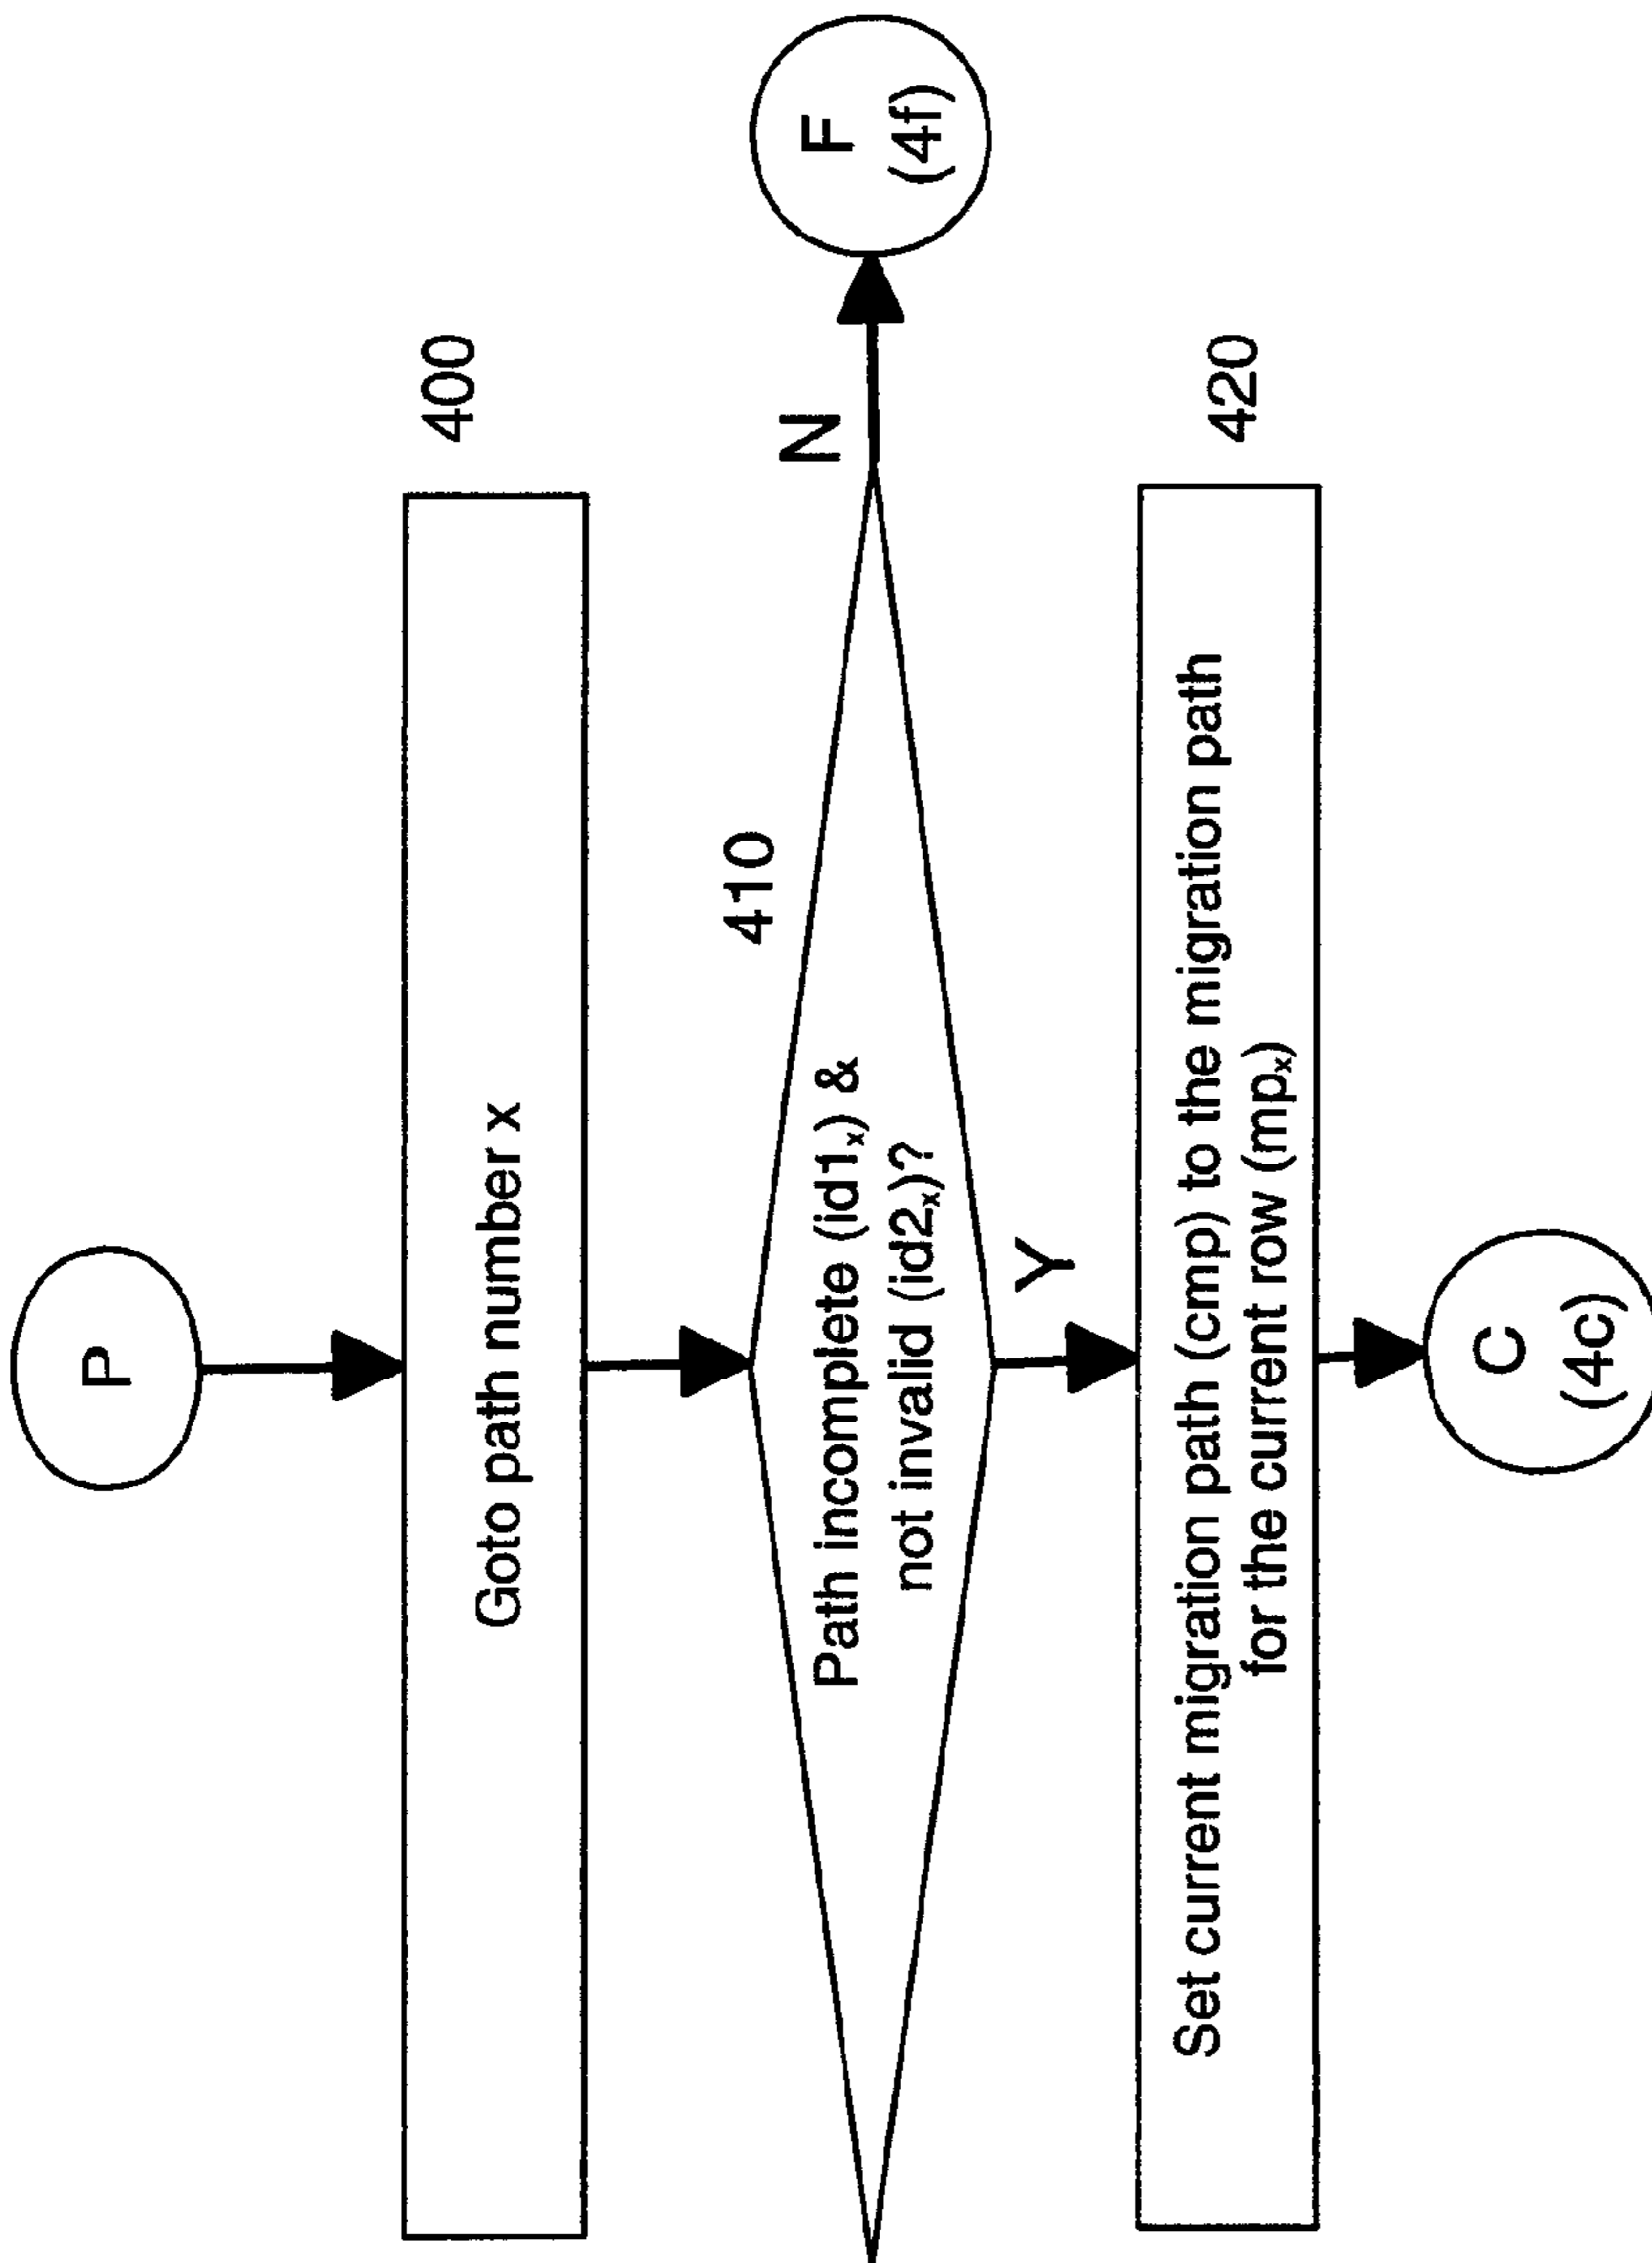 P
400
Goto path number x
410
Path incomplete (id1ₓ) &
not invalid (id2ₓ)?
N
F
(4f)
Y
420
Set current migration path (cmp) to the migration path
for the current row (mpₓ)
C
(4c)